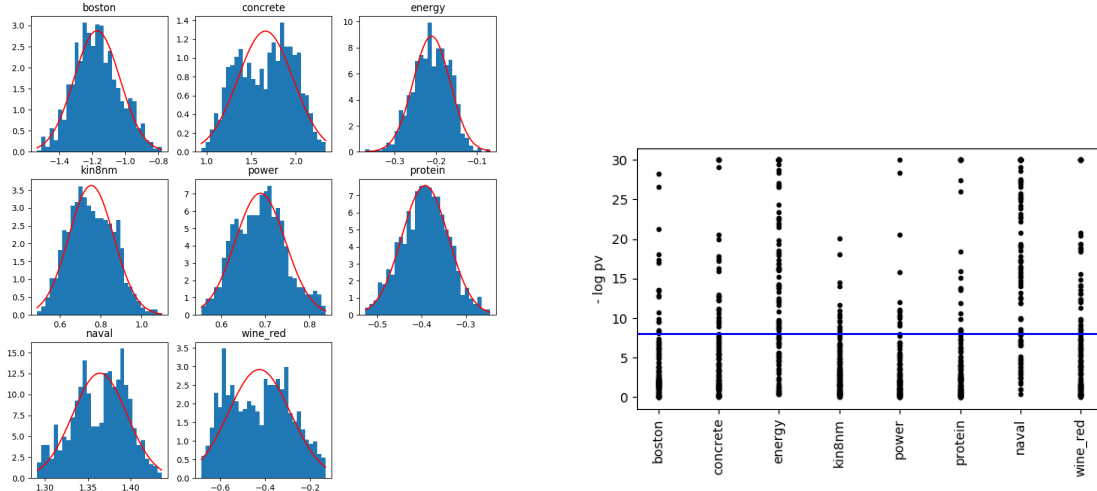 boston
3.0
2.5
2.0
1.5
1.0
0.5
0.0
−1.4 −1.2 −1.0 −0.8
concrete
1.4
1.2
1.0
0.8
0.6
0.4
0.2
0.0
1.0 1.5 2.0
energy
10
8
6
4
2
0
−0.3 −0.2 −0.1
kin8nm
3.5
3.0
2.5
2.0
1.5
1.0
0.5
0.0
0.6 0.8 1.0
power
7
6
5
4
3
2
1
0
0.6 0.7 0.8
protein
7
6
5
4
3
2
1
0
−0.5 −0.4 −0.3
naval
15.0
12.5
10.0
7.5
5.0
2.5
0.0
1.30 1.35 1.40
wine_red
3.5
3.0
2.5
2.0
1.5
1.0
0.5
0.0
−0.6 −0.4 −0.2
- log pv
30
25
20
15
10
5
0
boston
concrete
energy
kin8nm
power
protein
naval
wine_red